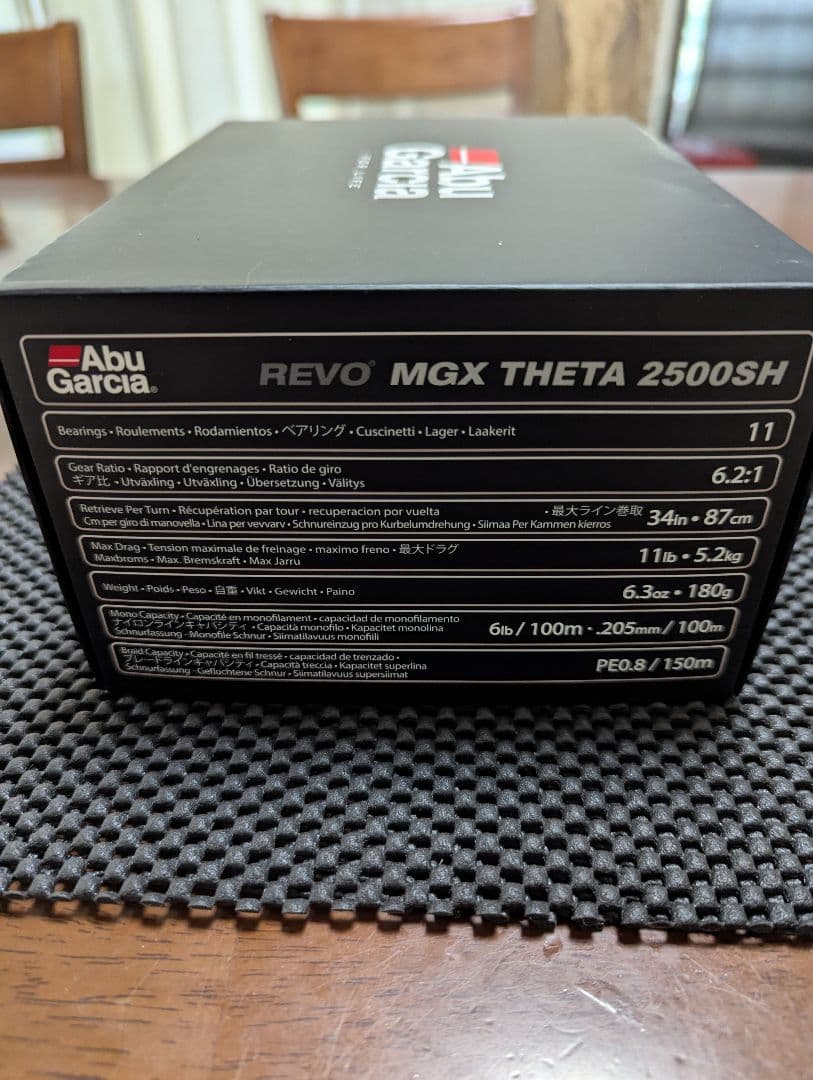 Abu
Garcia
FOR LIFE
Abu
Garcia®
REVO® MGX THETA 2500SH
Bearings • Roulements • Rodamientos • ベアリング • Cuscinetti • Lager • Laakerit
11
Gear Ratio • Rapport d'engrenages • Ratio de giro
ギア比 • Utväxling • Utväxling • Übersetzung • Välitys
6.2:1
Retrieve Per Turn • Récupération par tour • recuperacion por vuelta • 最大ライン巻取
Cm per giro di manovella • Lina per vevvarv • Schnureinzug pro Kurbelumdrehung • Siimaa Per Kammen kierros
34in • 87cm
Max Drag • Tension maximale de freinage • maximo freno • 最大ドラグ
Maxbroms • Max. Bremskraft • Max Jarru
11lb • 5.2kg
Weight • Poids • Peso • 自重 • Vikt • Gewicht • Paino
6.3oz • 180g
Mono Capacity • Capacité en monofilament • capacidad de monofilamento
ナイロンラインキャパシティ • Capacità monofilo • Kapacitet monolina
Schnurfassung - Monofile Schnur • Siimatilavuus monofiili
6lb / 100m • .205mm / 100m
Braid Capacity • Capacité en fil tressé • capacidad de trenzado •
ブレードラインキャパシティ • Capacità treccia • Kapacitet superlina
Schnurfassung - Geflochtene Schnur • Siimatilavuus supersiimat
PE0.8 / 150m